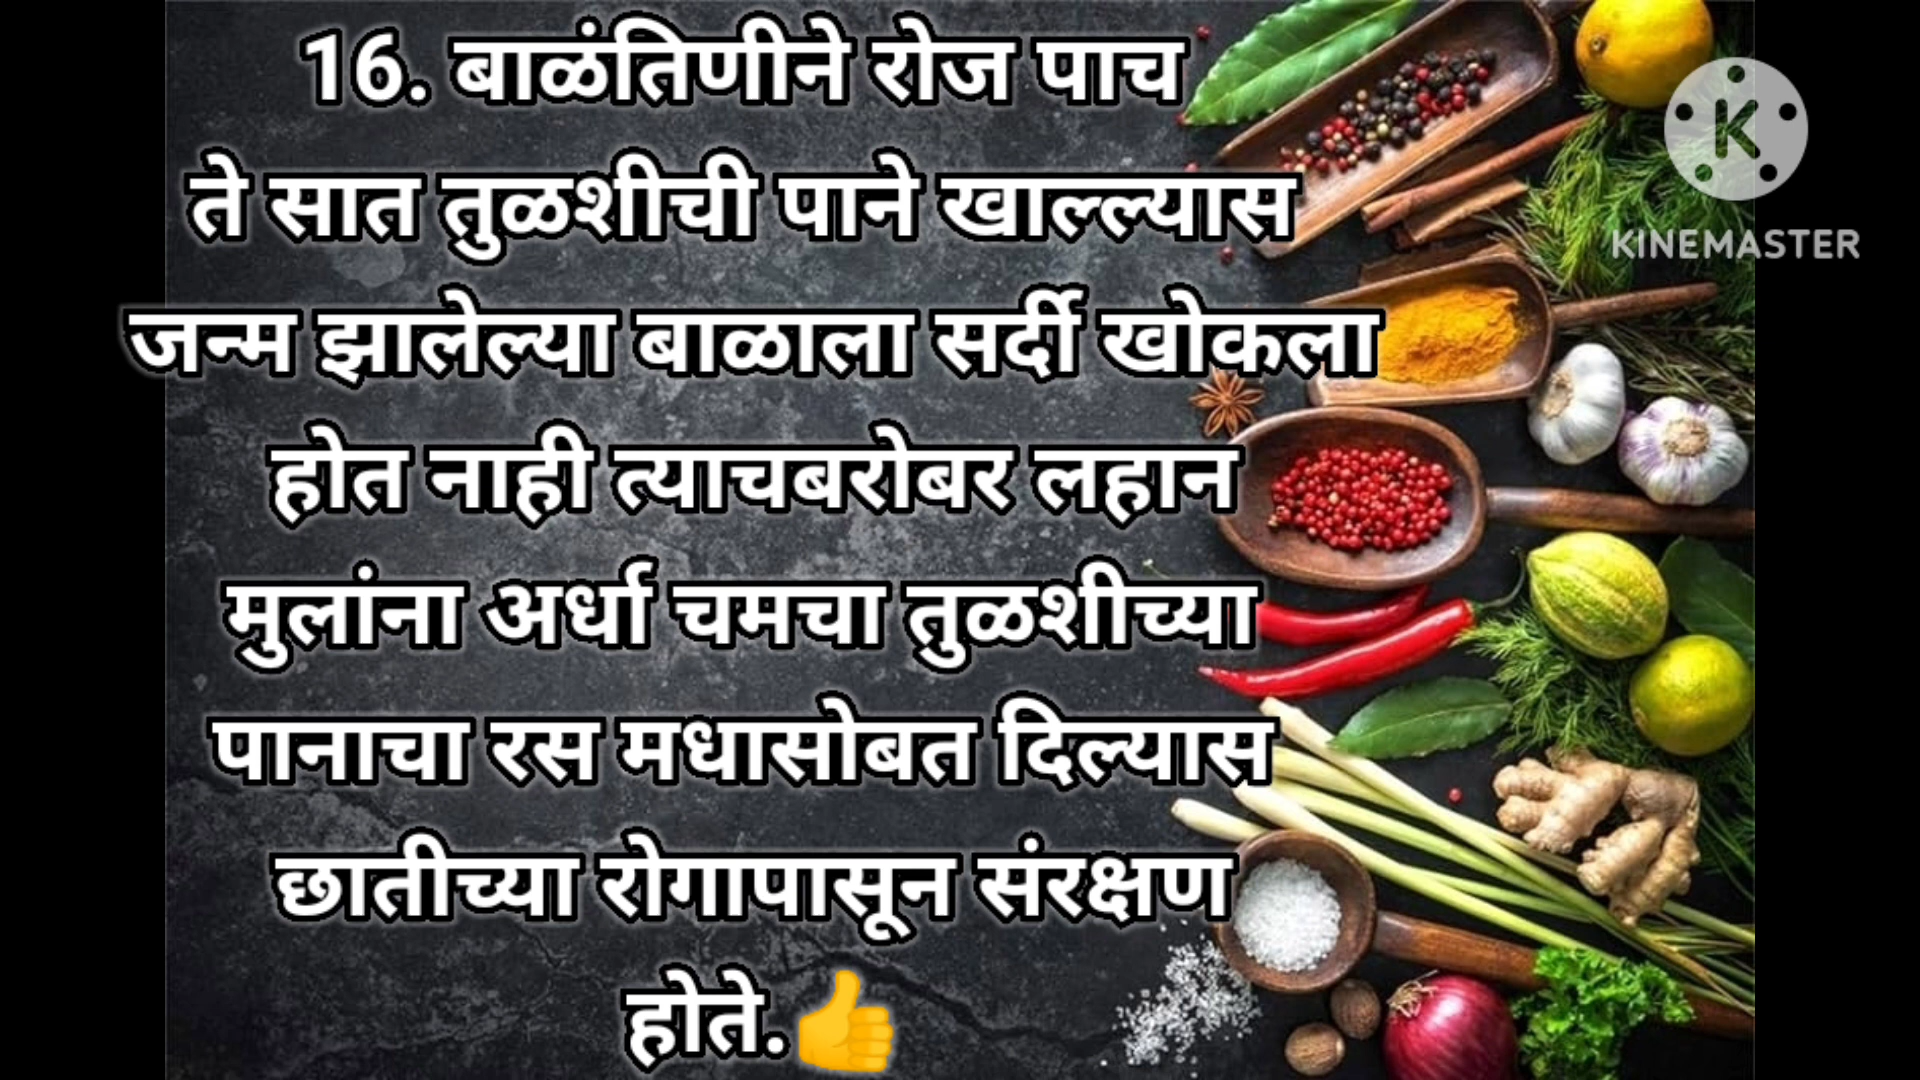 16. बाळंतिणीने रोज पाच
ते सात तुळशीची पाने खाल्ल्यास
जन्म झालेल्या बाळाला सर्दी खोकला
होत नाही त्याचबरोबर लहान
मुलांना अर्धा चमचा तुळशीच्या
पानाचा रस मधासोबत दिल्यास
छातीच्या रोगापासून संरक्षण
होते.👍
K
KINEMASTER